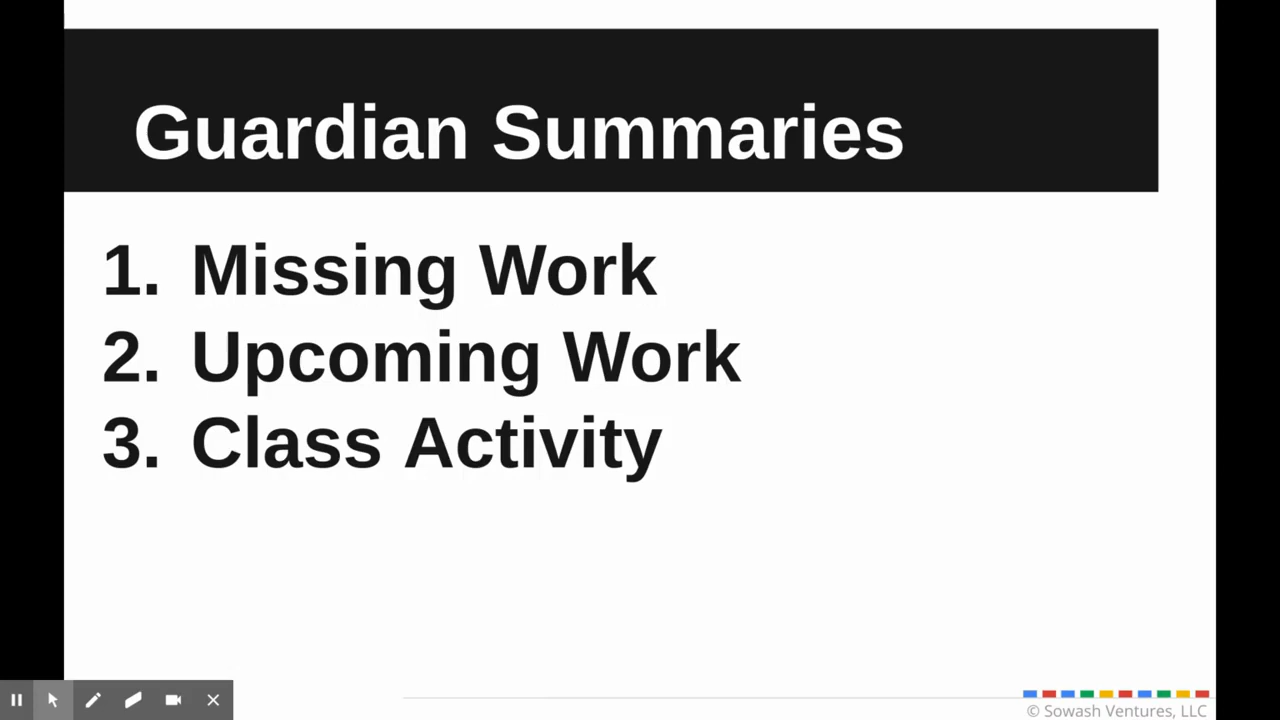 Guardian Summaries
1. Missing Work
2. Upcoming Work
3. Class Activity
© Sowash Ventures, LLC